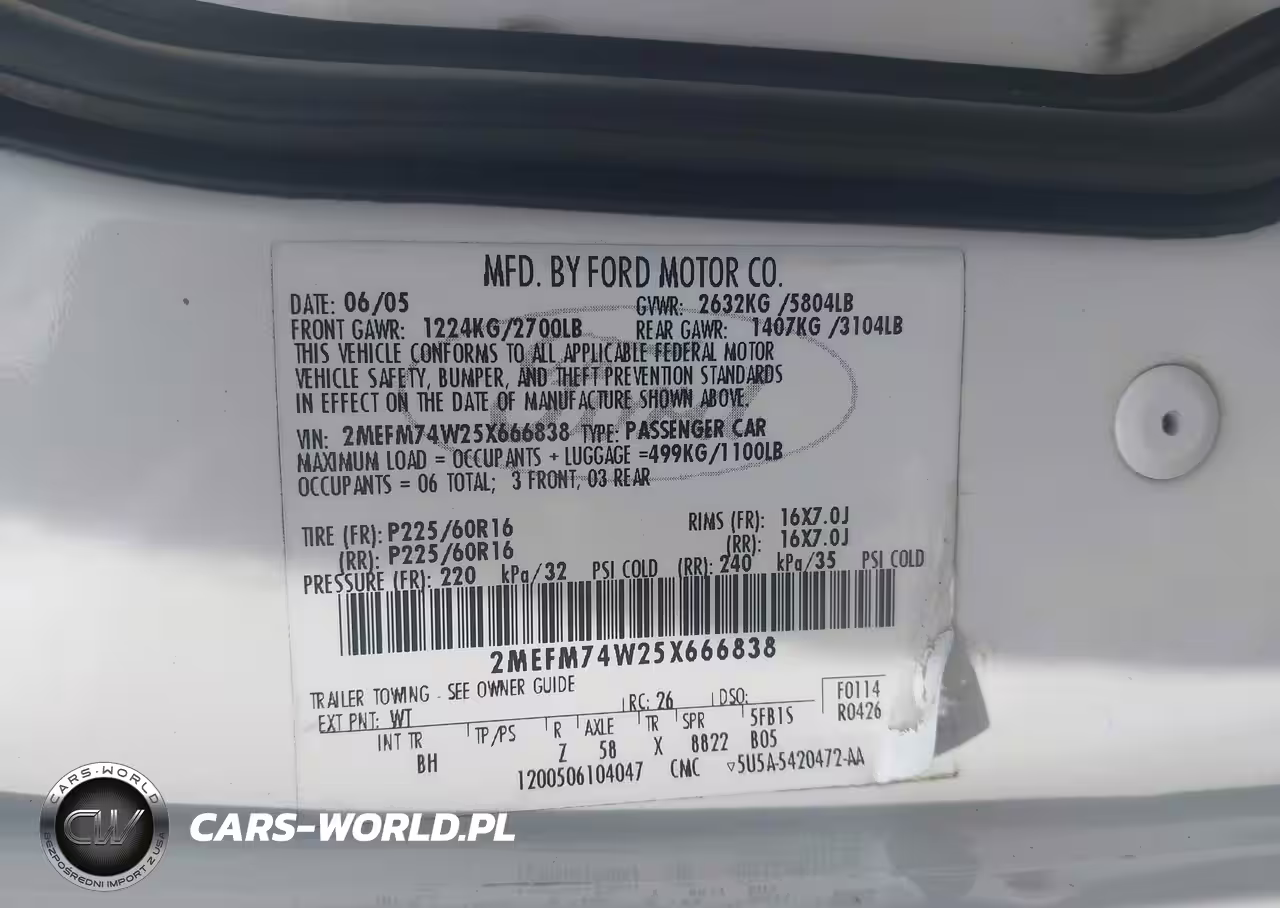 MFD. BY FORD MOTOR CO.
DATE: 06/05 GVWR: 2632KG /5804LB
FRONT GAWR: 1224KG/2700LB REAR GAWR: 1407KG /3104LB
THIS VEHICLE CONFORMS TO ALL APPLICABLE FEDERAL MOTOR
VEHICLE SAFETY, BUMPER, AND THEFT PREVENTION STANDARDS
IN EFFECT ON THE DATE OF MANUFACTURE SHOWN ABOVE.
VIN: 2MEFM74W25X666838 TYPE: PASSENGER CAR
MAXIMUM LOAD = OCCUPANTS + LUGGAGE =499KG/1100LB
OCCUPANTS = 06 TOTAL; 3 FRONT, 03 REAR
TIRE (FR): P225/60R16 RIMS (FR): 16X7.0J
(RR): P225/60R16 (RR): 16X7.0J
PRESSURE (FR): 220 kPa/32 PSI COLD (RR): 240 kPa/35 PSI COLD
2MEFM74W25X666838
TRAILER TOWING - SEE OWNER GUIDE
EXT PNT: WT RC: 26 DSO: F0114
R0426
INT TR TP/PS R AXLE TR SPR 5FB1S
BH Z 58 X 8822 B05
1200506104047 CMC ▽5U5A-5420472-AA
CARS-WORLD
CW
BEZPOŚREDNI IMPORT Z USA
CARS-WORLD.PL